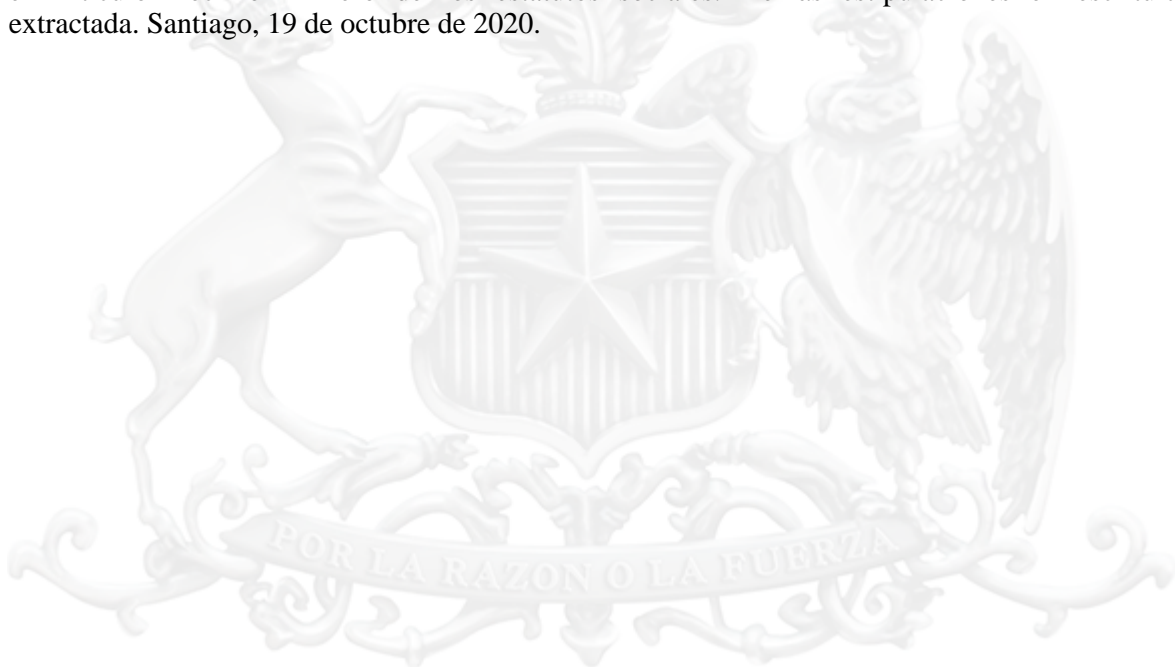 extractada. Santiago, 19 de octubre de 2020.
POR LA RAZON O LA FUERZA